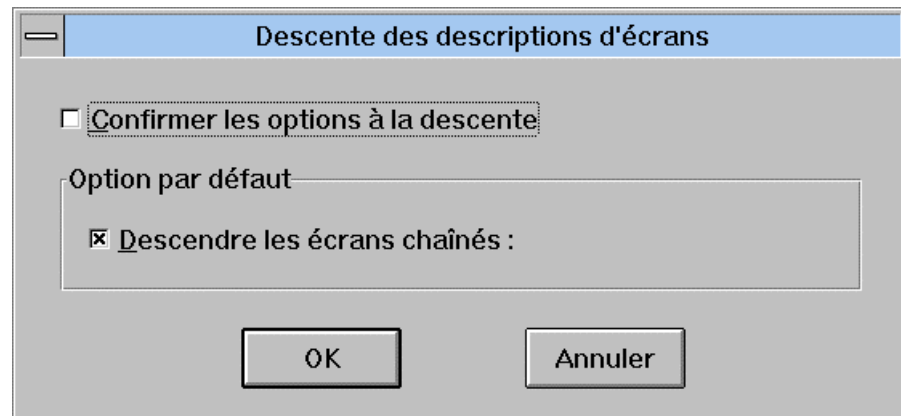 Descente des descriptions d'écrans
Confirmer les options à la descente
Option par défaut
Descendre les écrans chaînés :
OK
Annuler